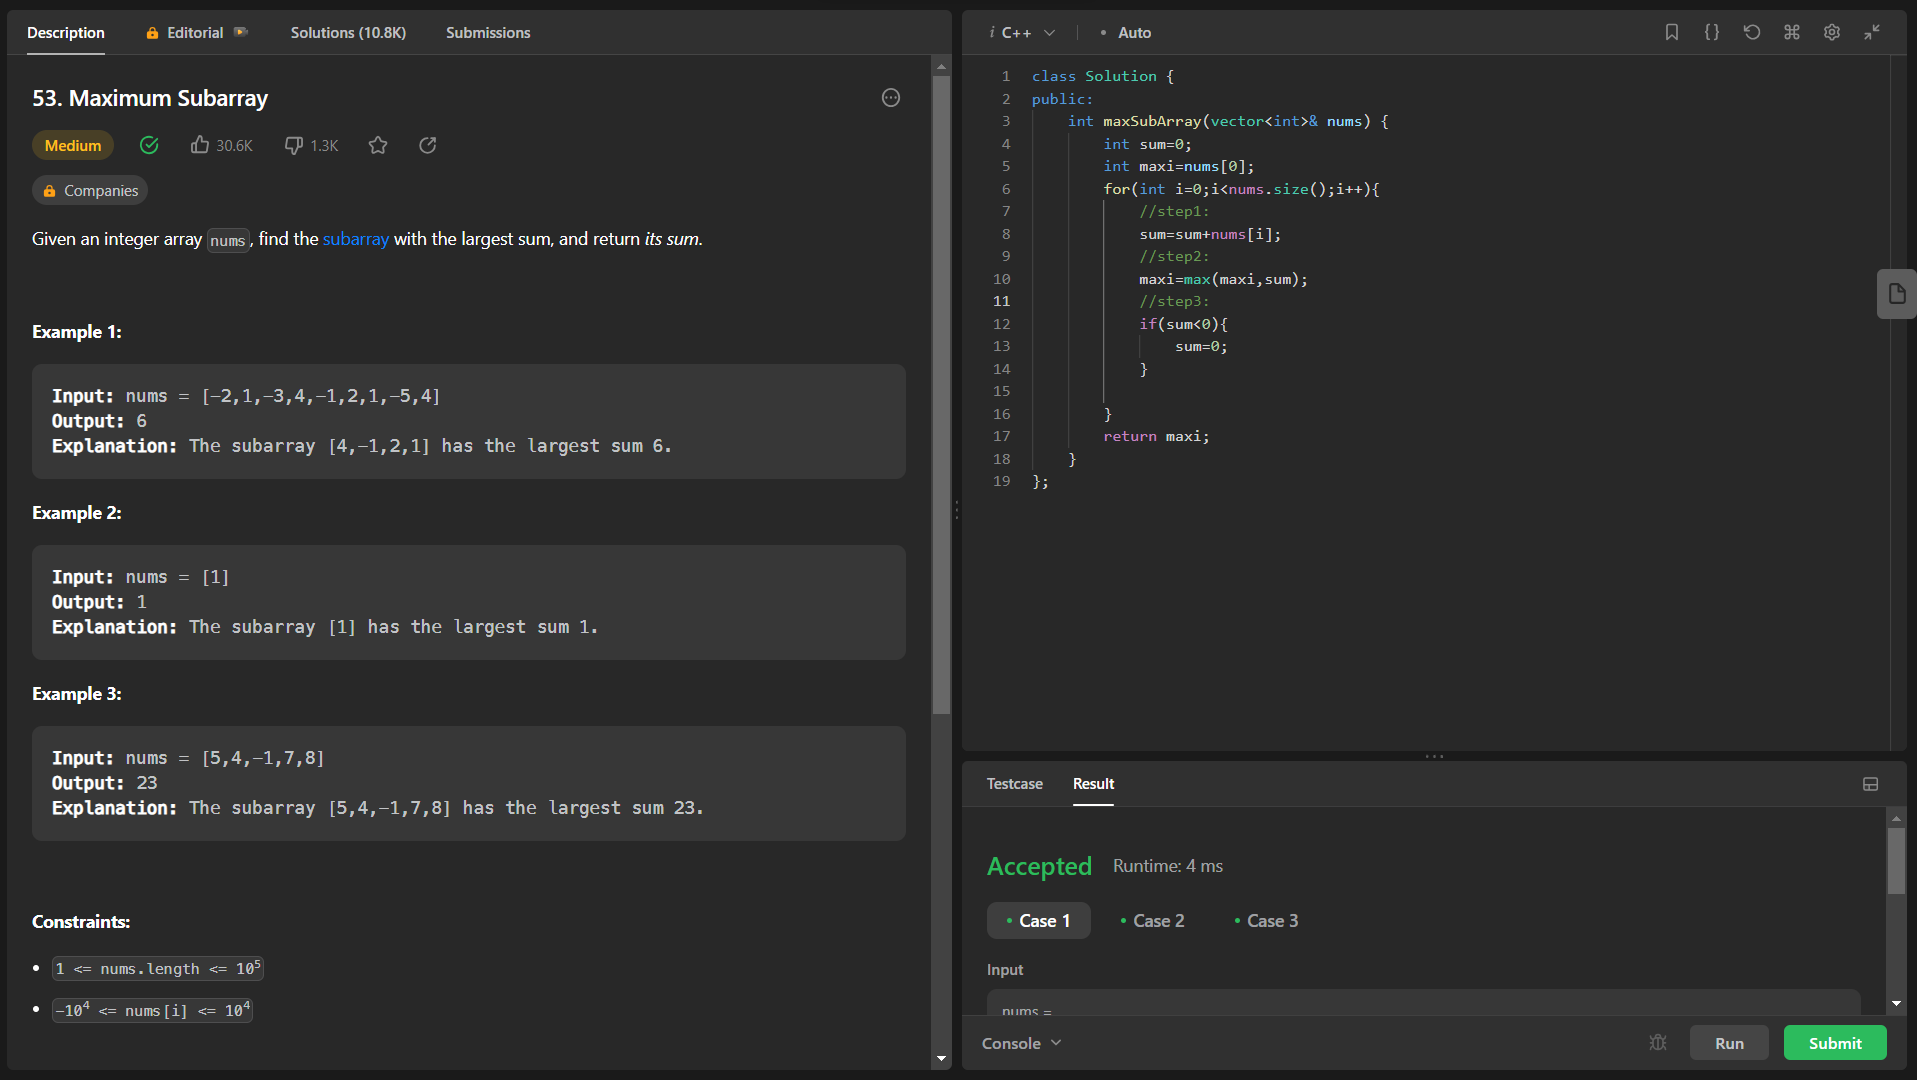 Description Editorial Solutions (10.8K) Submissions
53. Maximum Subarray
Medium 30.6K 1.3K
Companies
Given an integer array nums, find the subarray with the largest sum, and return its sum.
Example 1:
Input: nums = [-2,1,-3,4,-1,2,1,-5,4]
Output: 6
Explanation: The subarray [4,-1,2,1] has the largest sum 6.
Example 2:
Input: nums = [1]
Output: 1
Explanation: The subarray [1] has the largest sum 1.
Example 3:
Input: nums = [5,4,-1,7,8]
Output: 23
Explanation: The subarray [5,4,-1,7,8] has the largest sum 23.
Constraints:
• 1 <= nums.length <= 10⁵
• -10⁴ <= nums[i] <= 10⁴
i C++ • Auto
1 class Solution {
2 public:
3 int maxSubArray(vector<int>& nums) {
4 int sum=0;
5 int maxi=nums[0];
6 for(int i=0;i<nums.size();i++){
7 //step1:
8 sum=sum+nums[i];
9 //step2:
10 maxi=max(maxi,sum);
11 //step3:
12 if(sum<0){
13 sum=0;
14 }
15
16 }
17 return maxi;
18 }
19 };
Testcase Result
Accepted Runtime: 4 ms
• Case 1 • Case 2 • Case 3
Input
nums =
Console Run Submit